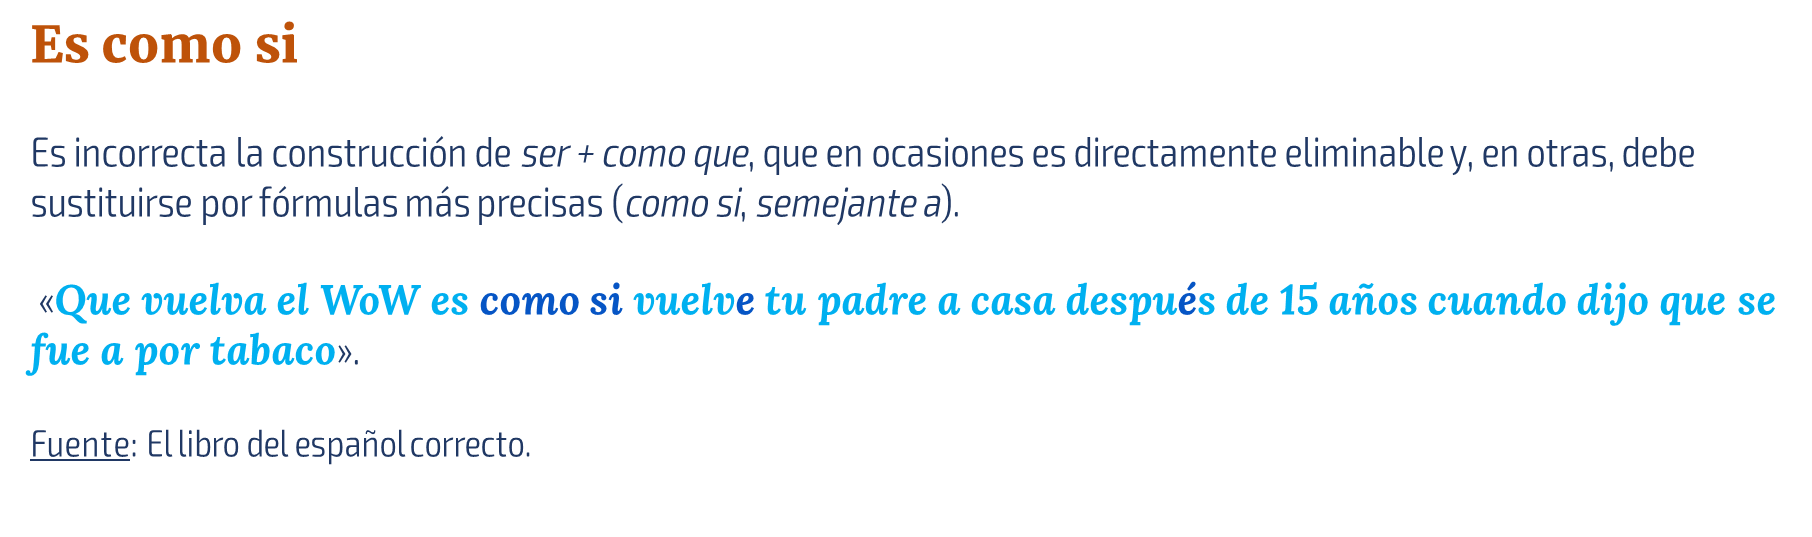 Es como si
Es incorrecta la construcción de ser + como que, que en ocasiones es directamente eliminable y, en otras, debe
sustituirse por fórmulas más precisas (como si, semejante a).
«Que vuelva el WoW es como si vuelve tu padre a casa después de 15 años cuando dijo que se
fue a por tabaco».
Fuente: El libro del español correcto.